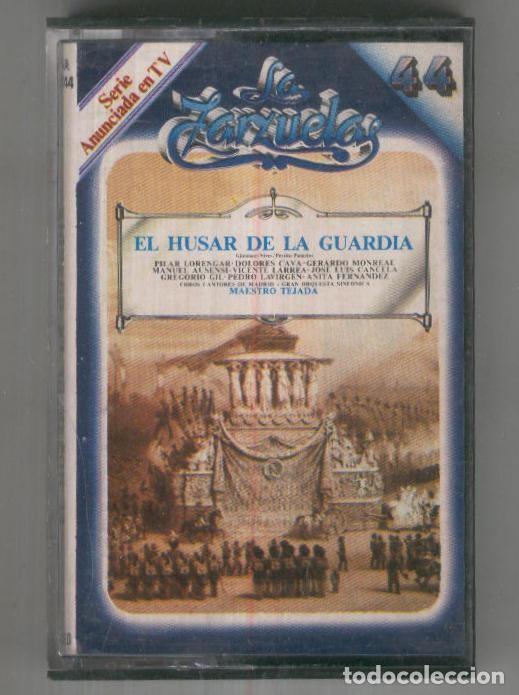 Serie
Anunciada en TV
La
Zarzuela
44
44
EL HUSAR DE LA GUARDIA
PILAR LORENGAR·DOLORES CAVA·GERARDO MONREAL
MANUEL AUSENSI·VICENTE LARREA·JOSE LUIS CANCELA
GREGORIO GIL·PEDRO LAVIRGEN·ANITA FERNANDEZ
COROS CANTORES DE MADRID - GRAN ORQUESTA SINFONICA
MAESTRO TEJADA
todocoleccion.net